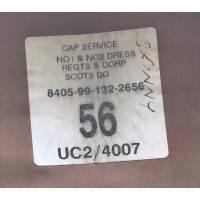 CAP SERVICE
NO1 & NO2 DRESS
REGTS & CORP
SCOTS DG
8405-99-132-2656
56
UC2/4007